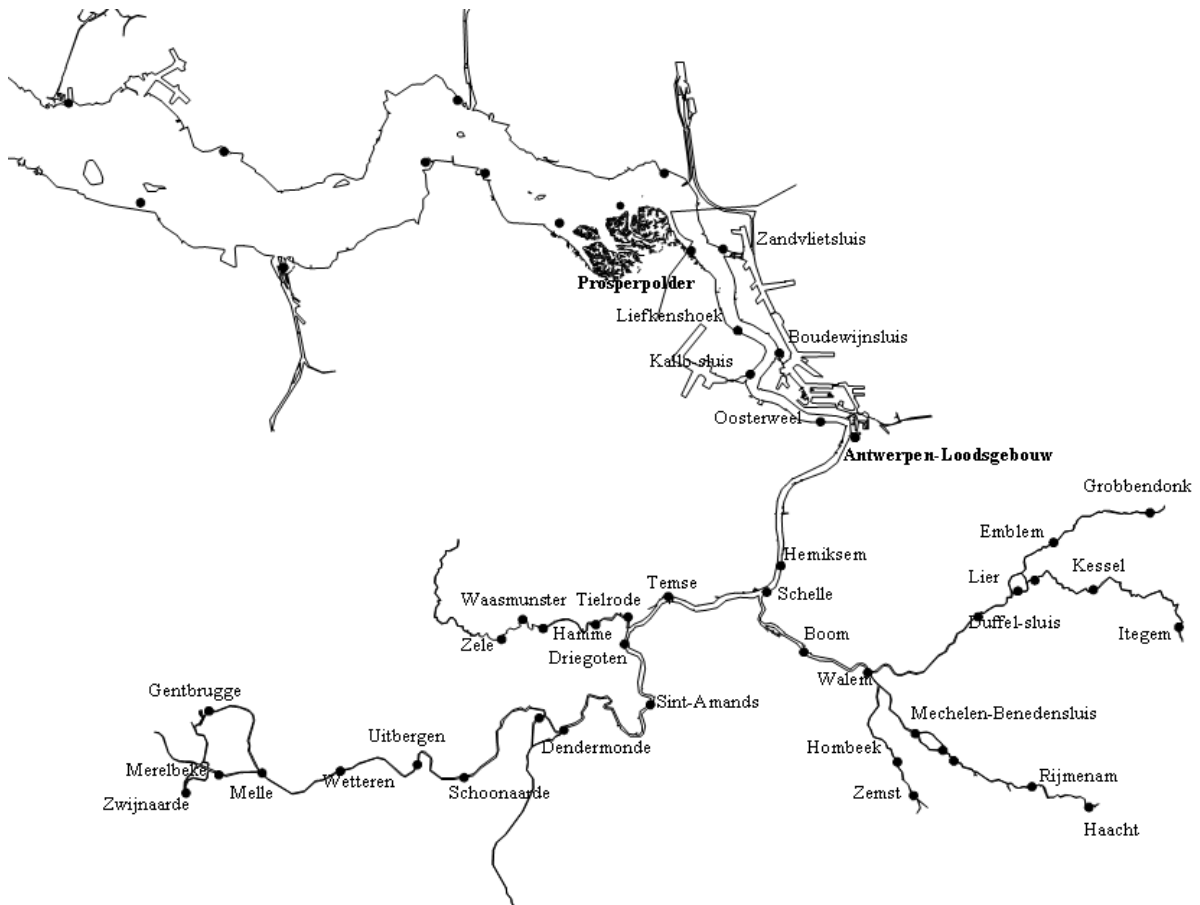 Zandvlietsluis
Prosperpolder
Liefkenshoek
Boudewijnsluis
Kallo-sluis
Oosterweel
Antwerpen-Loodsgebouw
Grobbendonk
Emblem
Hemiksem
Kessel
Lier
Temse
Schelle
Waasmunster
Tielrode
Duffel-sluis
Itegem
Hamme
Boom
Zele
Driegoten
Walem
Gentbrugge
Sint-Amands
Mechelen-Benedensluis
Uitbergen
Dendermonde
Hombeek
Merelbeke
Rijmenam
Wetteren
Melle
Schoonaarde
Zemst
Zwijnaarde
Haacht